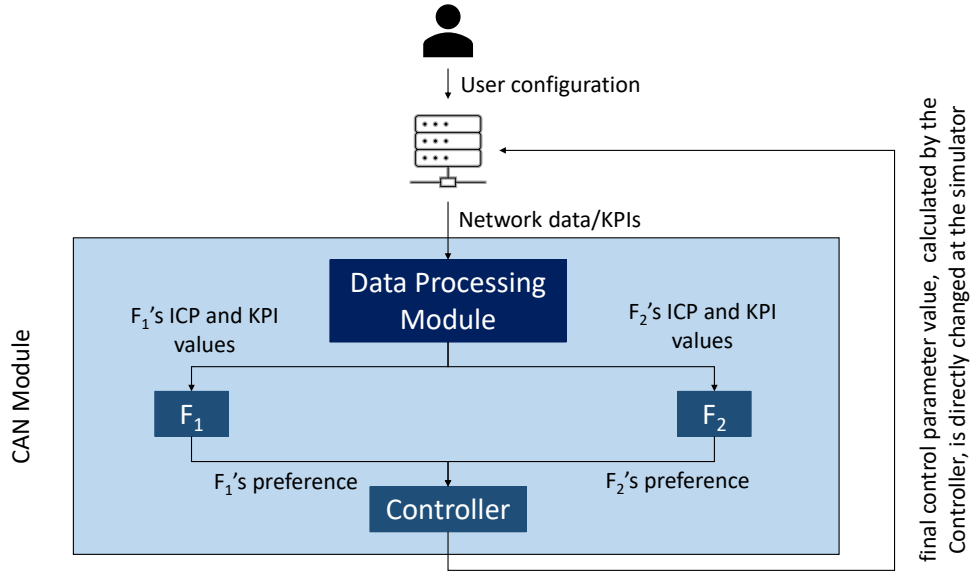 User configuration
Network data/KPIs
Data Processing
Module
F₁'s ICP and KPI
values
F₂'s ICP and KPI
values
F₁
F₂
F₁'s preference
F₂'s preference
Controller
CAN Module
final control parameter value, calculated by the
Controller, is directly changed at the simulator